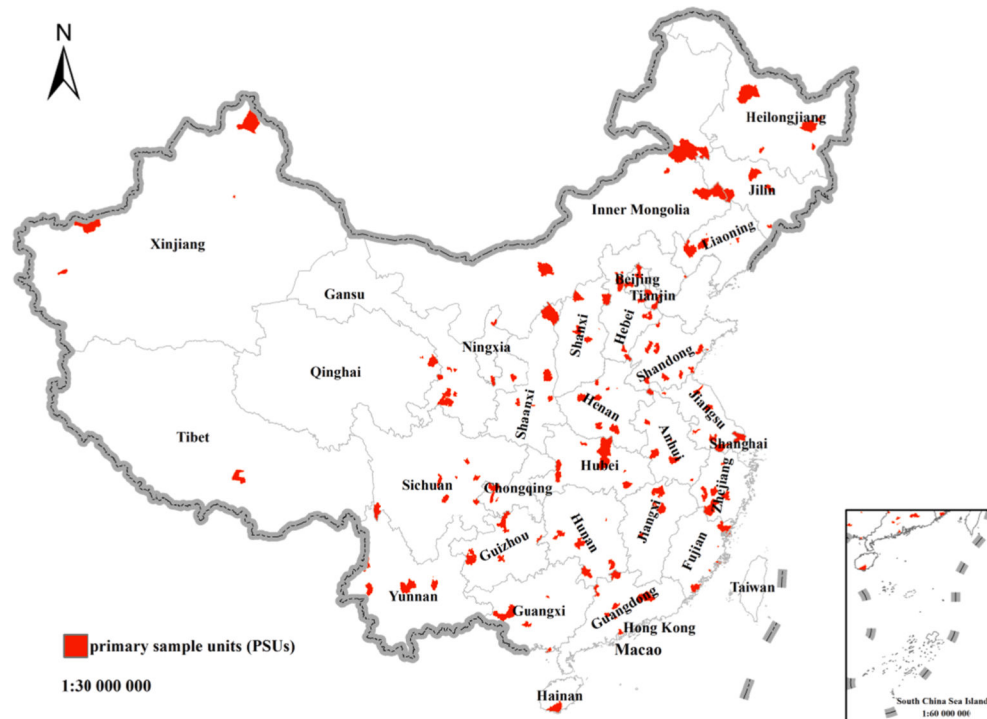 N
Heilongjiang
Jilin
Inner Mongolia
Liaoning
Xinjiang
Beijing
Tianjin
Gansu
Hebei
Shanxi
Ningxia
Qinghai
Shandong
Shaanxi
Henan
Jiangsu
Tibet
Anhui
Shanghai
Hubei
Sichuan
Chongqing
Zhejiang
Jiangxi
Hunan
Guizhou
Fujian
Taiwan
Yunnan
Guangxi
Guangdong
Hong Kong
Macao
Hainan
primary sample units (PSUs)
1:30 000 000
South China Sea Island
1:60 000 000